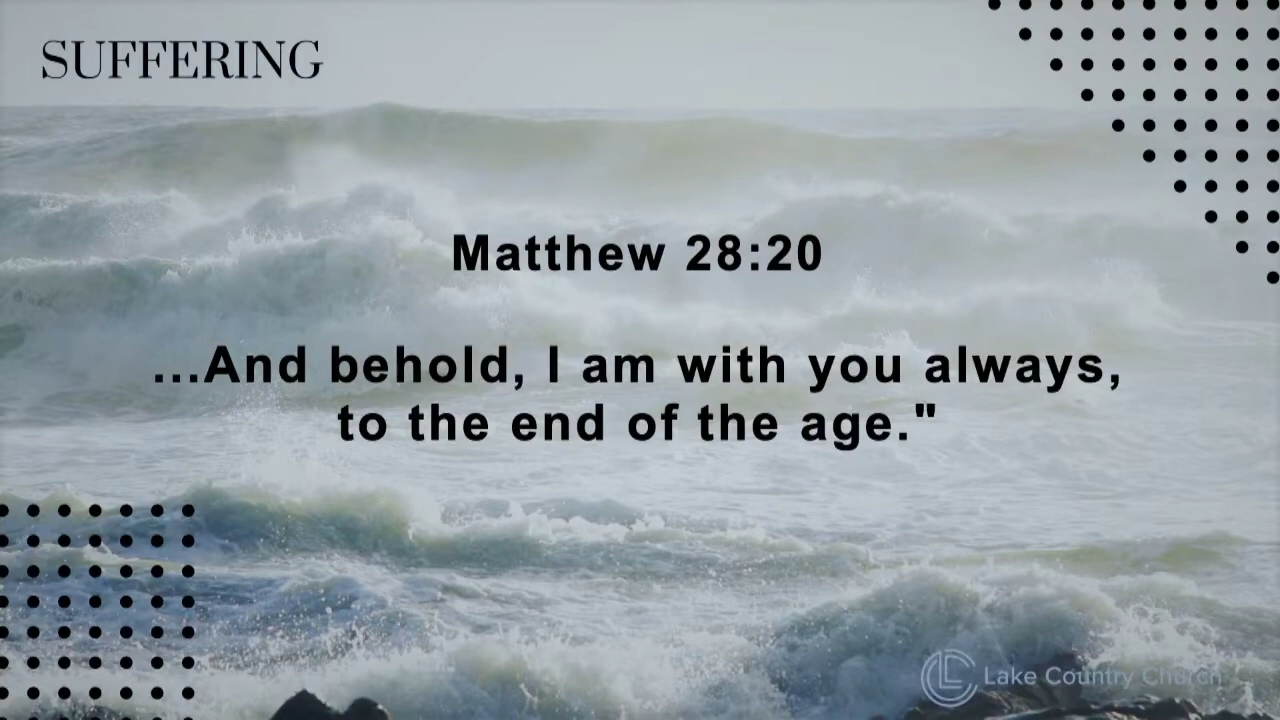 SUFFERING
Matthew 28:20
...And behold, I am with you always,
to the end of the age."
LC Lake Country Church